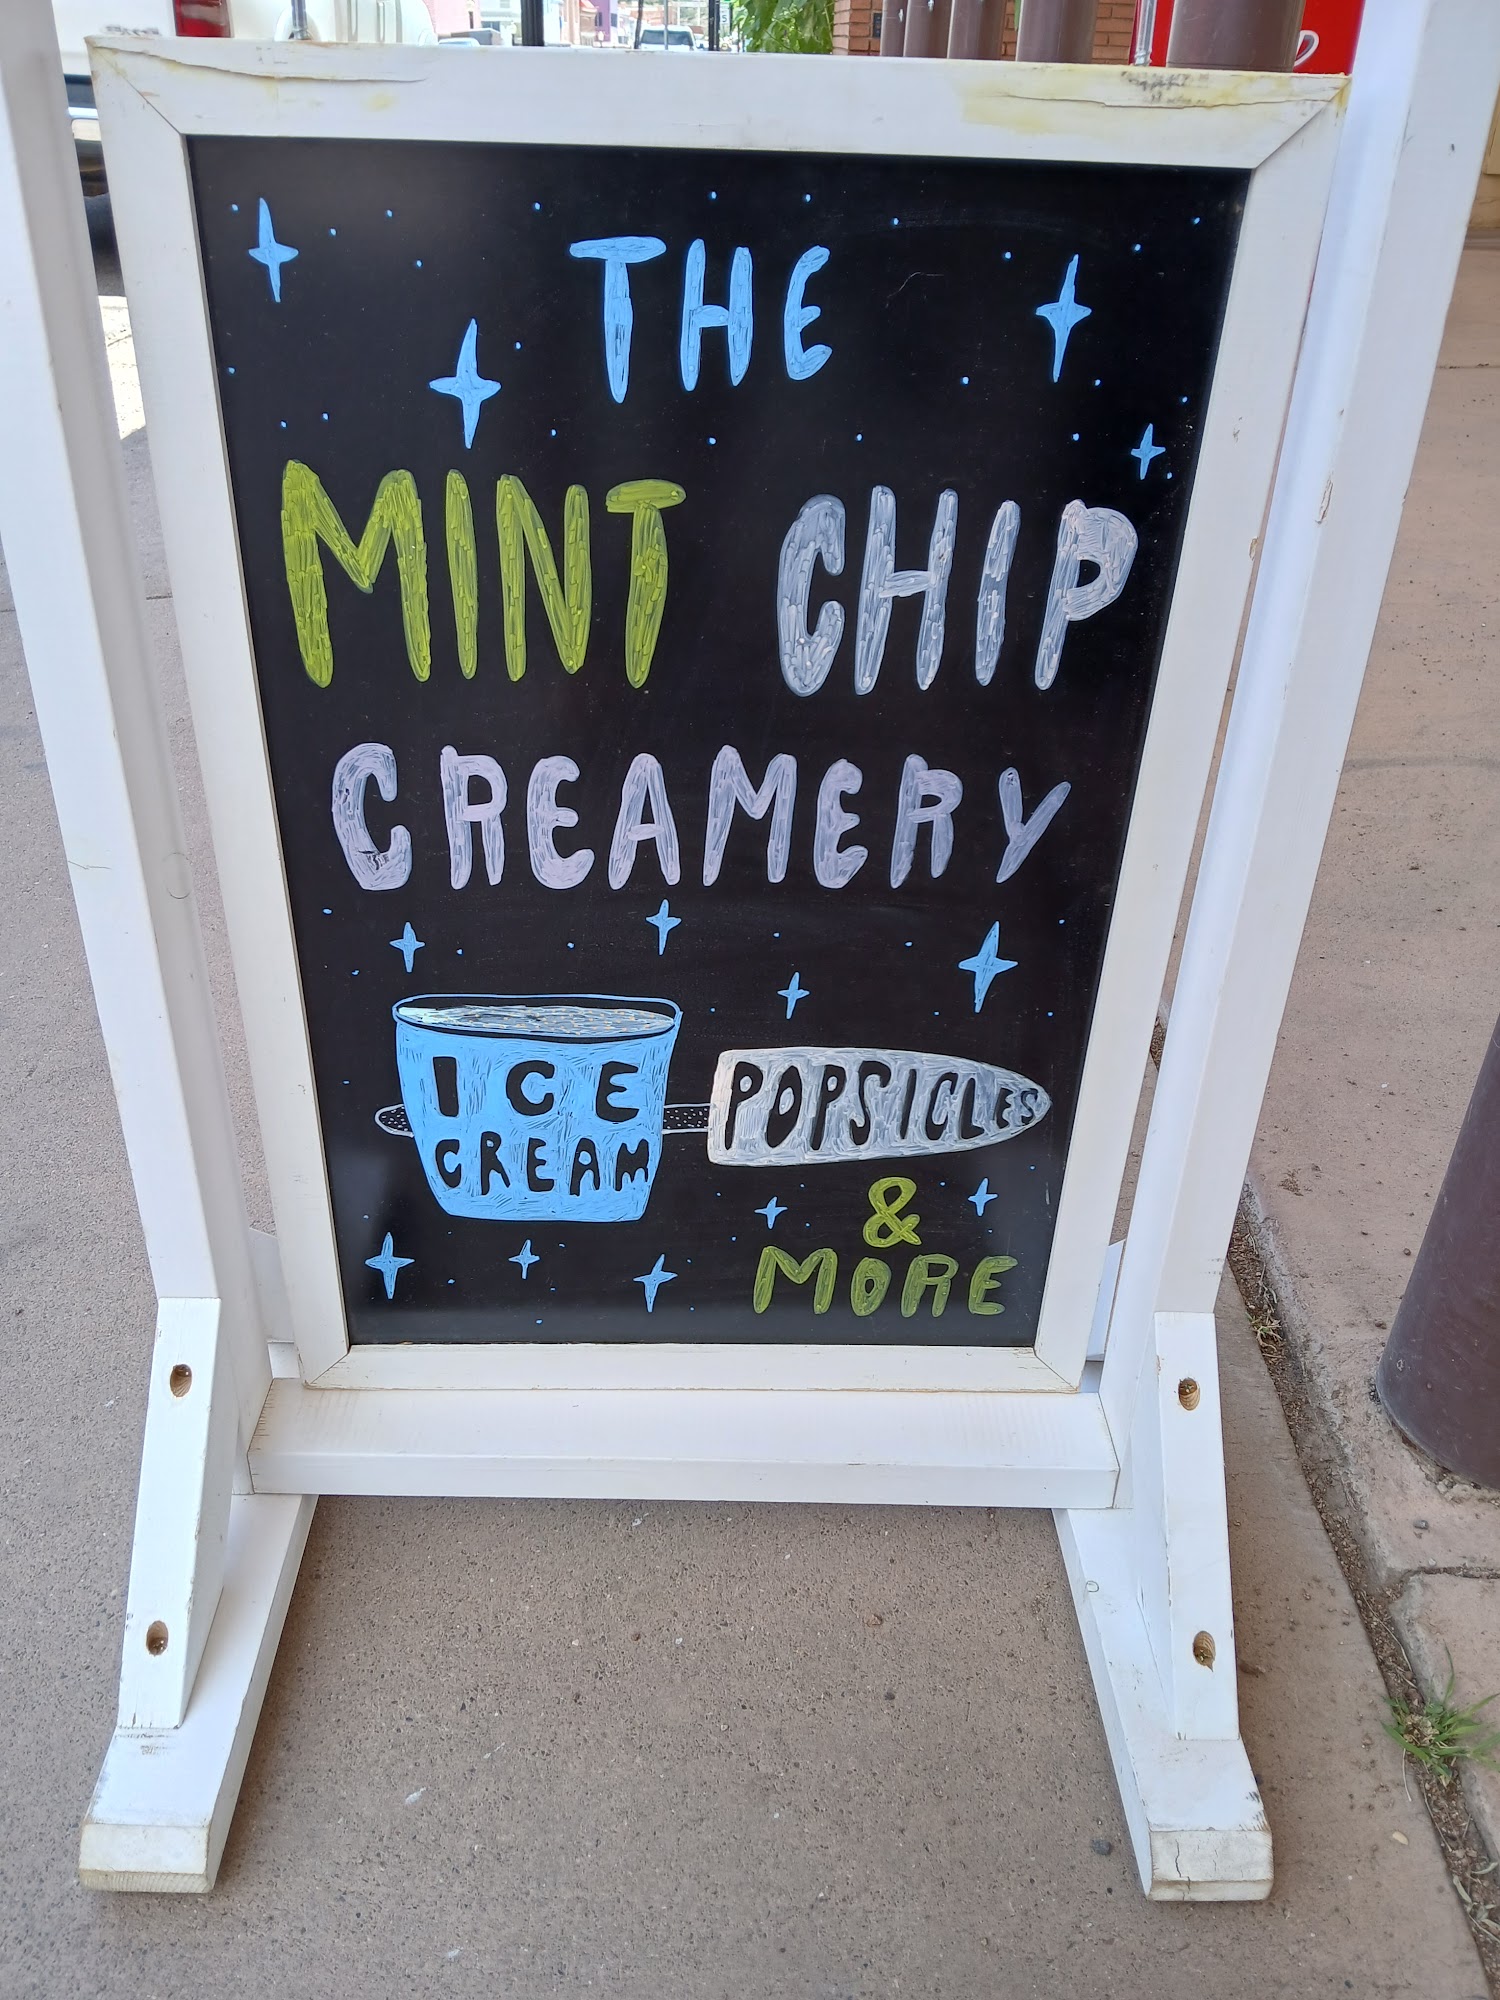 THE
MINT CHIP
CREAMERY
ICE
CREAM
POPSICLES
&
MORE